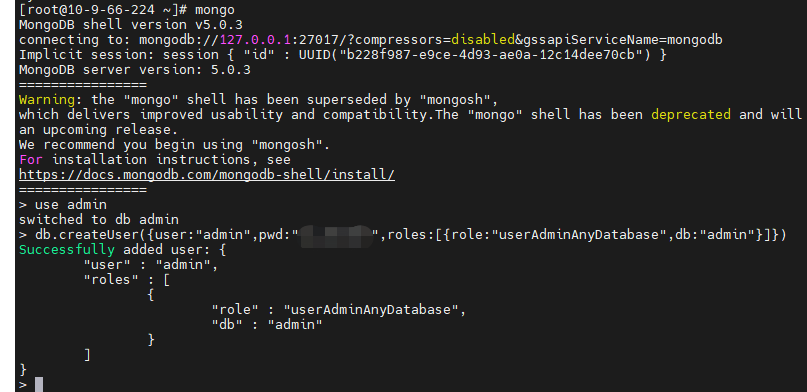 [root@10-9-66-224 ~]# mongo
MongoDB shell version v5.0.3
connecting to: mongodb://127.0.0.1:27017/?compressors=disabled&gssapiServiceName=mongodb
Implicit session: session { "id" : UUID("b228f987-e9ce-4d93-ae0a-12c14dee70cb") }
MongoDB server version: 5.0.3
================
Warning: the "mongo" shell has been superseded by "mongosh",
which delivers improved usability and compatibility.The "mongo" shell has been deprecated and will
an upcoming release.
We recommend you begin using "mongosh".
For installation instructions, see
https://docs.mongodb.com/mongodb-shell/install/
================
> use admin
switched to db admin
> db.createUser({user:"admin",pwd:"",roles:[{role:"userAdminAnyDatabase",db:"admin"}]})
Successfully added user: {
"user" : "admin",
"roles" : [
{
"role" : "userAdminAnyDatabase",
"db" : "admin"
}
]
}
>